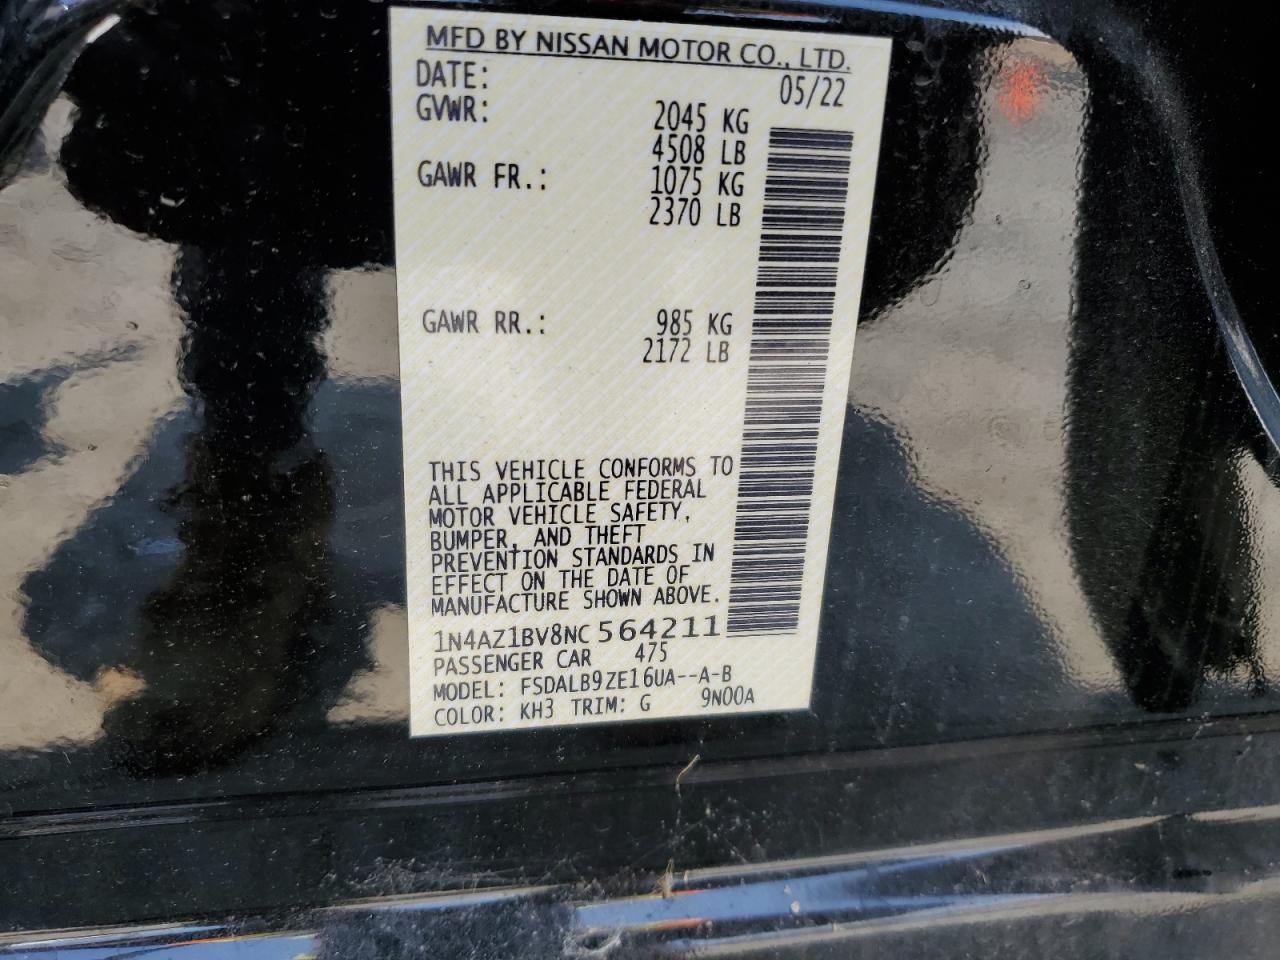 MFD BY NISSAN MOTOR CO., LTD.
DATE: 05/22
GVWR: 2045 KG
4508 LB
GAWR FR.: 1075 KG
2370 LB
GAWR RR.: 985 KG
2172 LB
THIS VEHICLE CONFORMS TO
ALL APPLICABLE FEDERAL
MOTOR VEHICLE SAFETY,
BUMPER, AND THEFT
PREVENTION STANDARDS IN
EFFECT ON THE DATE OF
MANUFACTURE SHOWN ABOVE.
1N4AZ1BV8NC 564211
PASSENGER CAR 475
MODEL: FSDALB9ZE16UA--A-B
COLOR: KH3 TRIM: G 9N00A